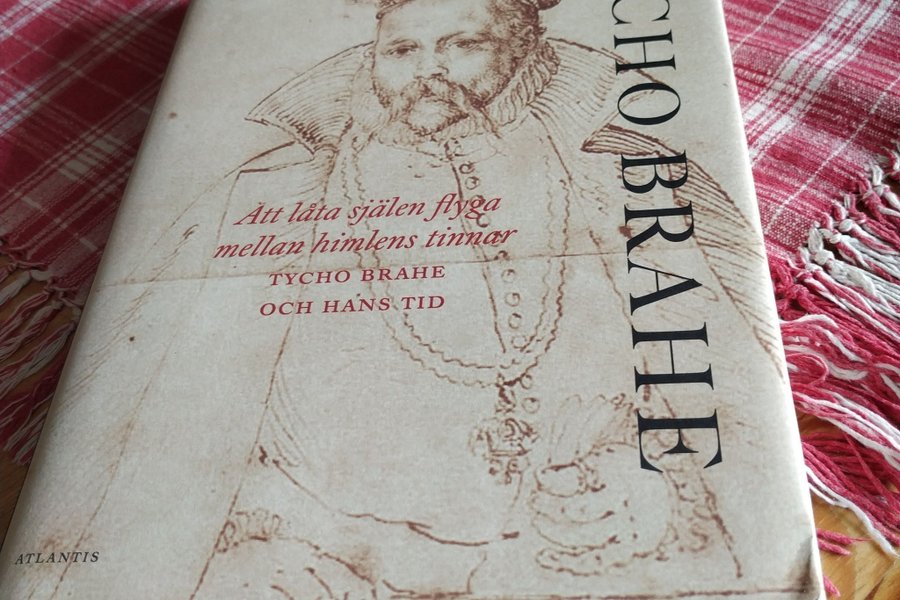 CHO BRAHE
Att låta själen flyga
mellan himlens tinnar
TYCHO BRAHE
OCH HANS TID
ATLANTIS